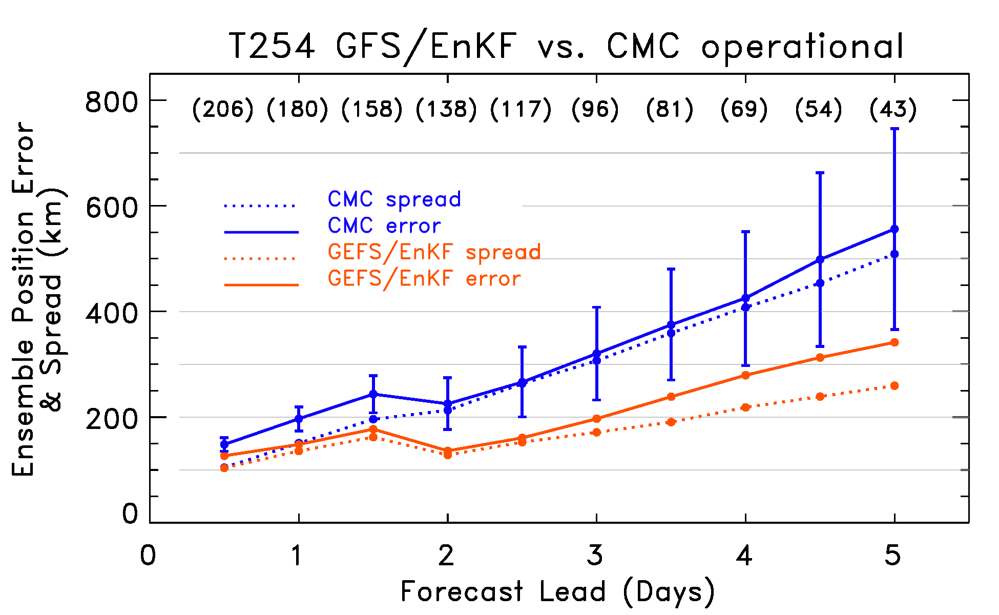 T254 GFS/EnKF vs. CMC operational
(206) (180) (158) (138) (117) (96) (81) (69) (54) (43)
800
600
400
200
0
Ensemble Position Error
& Spread (km)
CMC spread
CMC error
GEFS/EnKF spread
GEFS/EnKF error
0 1 2 3 4 5
Forecast Lead (Days)